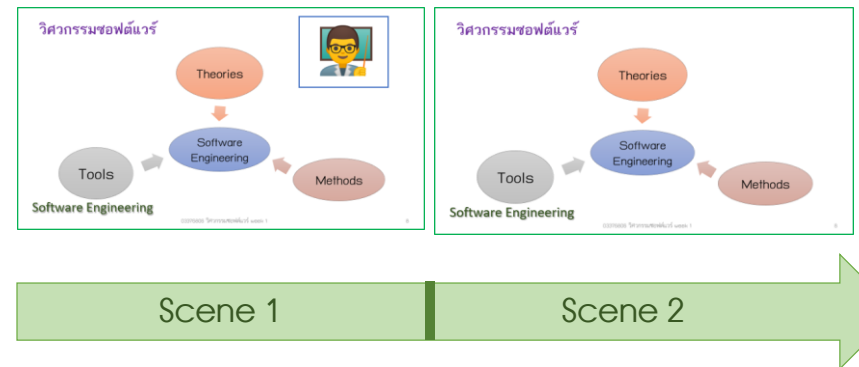 วิศวกรรมซอฟต์แวร์
Theories
Software
Engineering
Tools
Methods
Software Engineering
วิศวกรรมซอฟต์แวร์
Theories
Software
Engineering
Tools
Methods
Software Engineering
Scene 1
Scene 2